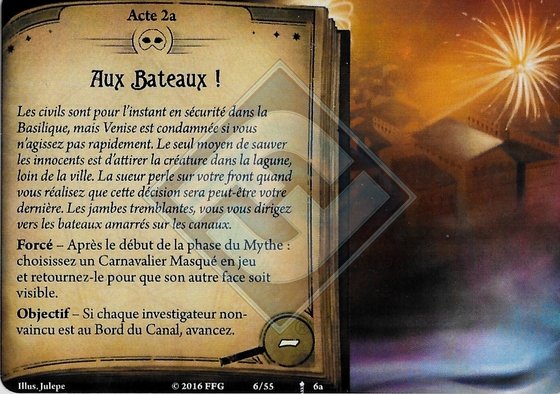 Acte 2a
Aux Bateaux !
Les civils sont pour l'instant en sécurité dans la
Basilique, mais Venise est condamnée si vous
n'agissez pas rapidement. Le seul moyen de sauver
les innocents est d'attirer la créature dans la lagune,
loin de la ville. La sueur perle sur votre front quand
vous réalisez que cette décision sera peut-être votre
dernière. Les jambes tremblantes, vous vous dirigez
vers les bateaux amarrés sur les canaux.
Forcé – Après le début de la phase du Mythe :
choisissez un Carnavalier Masqué en jeu
et retournez-le pour que son autre face soit
visible.
Objectif – Si chaque investigateur non-
vaincu est au Bord du Canal, avancez.
–
Illus. Julepe
© 2016 FFG
6/55
6a